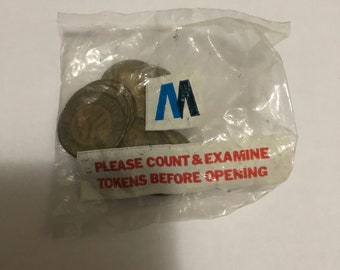 M
PLEASE COUNT & EXAMINE
TOKENS BEFORE OPENING